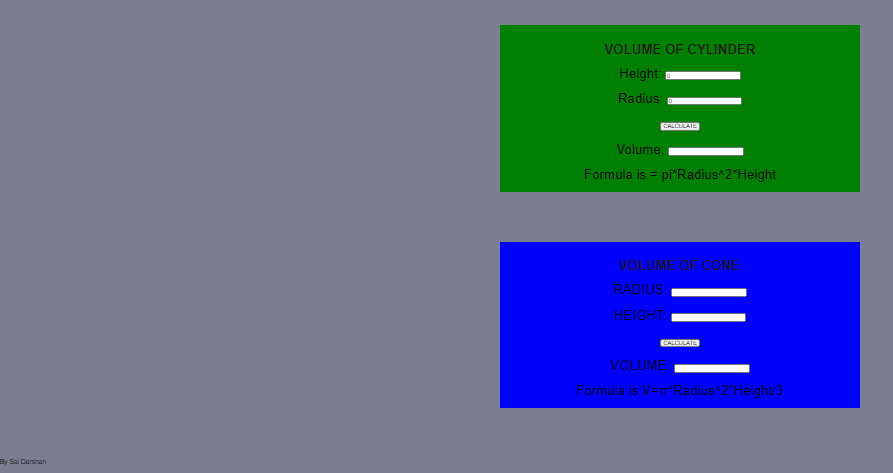 VOLUME OF CYLINDER
Height: 0
Radius: 0
CALCULATE
Volume:
Formula is = pi*Radius^2*Height
VOLUME OF CONE
RADIUS:
HEIGHT:
CALCULATE
VOLUME:
Formula is:V=π*Radius^2*Height/3
By Sai Darshan